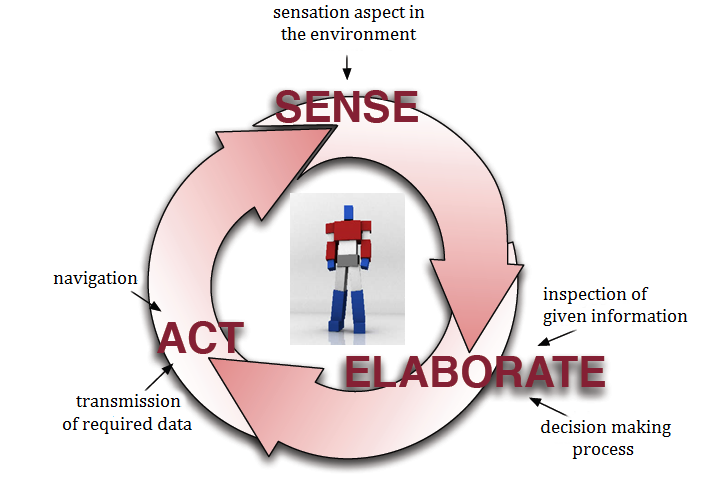 sensation aspect in
the environment
SENSE
navigation
inspection of
given information
ACT
ELABORATE
transmission
of required data
decision making
process